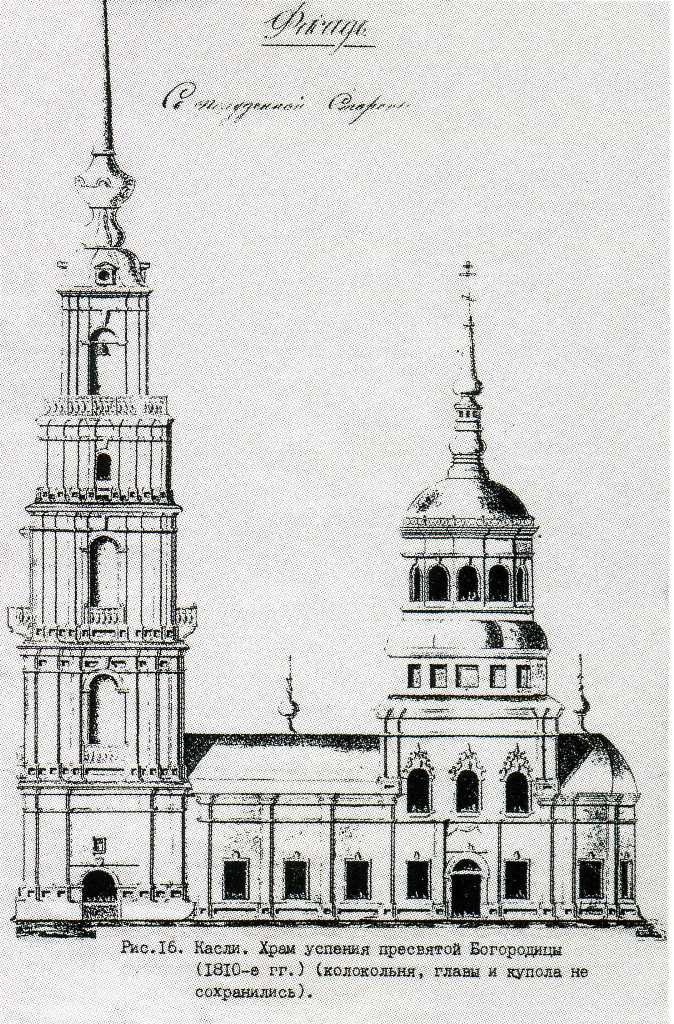 Фасадъ
Съ полуденной Стороны
Рис.16. Касли. Храм успения пресвятой Богородицы
(1810-е гг.) (колокольня, главы и купола не
сохранились).